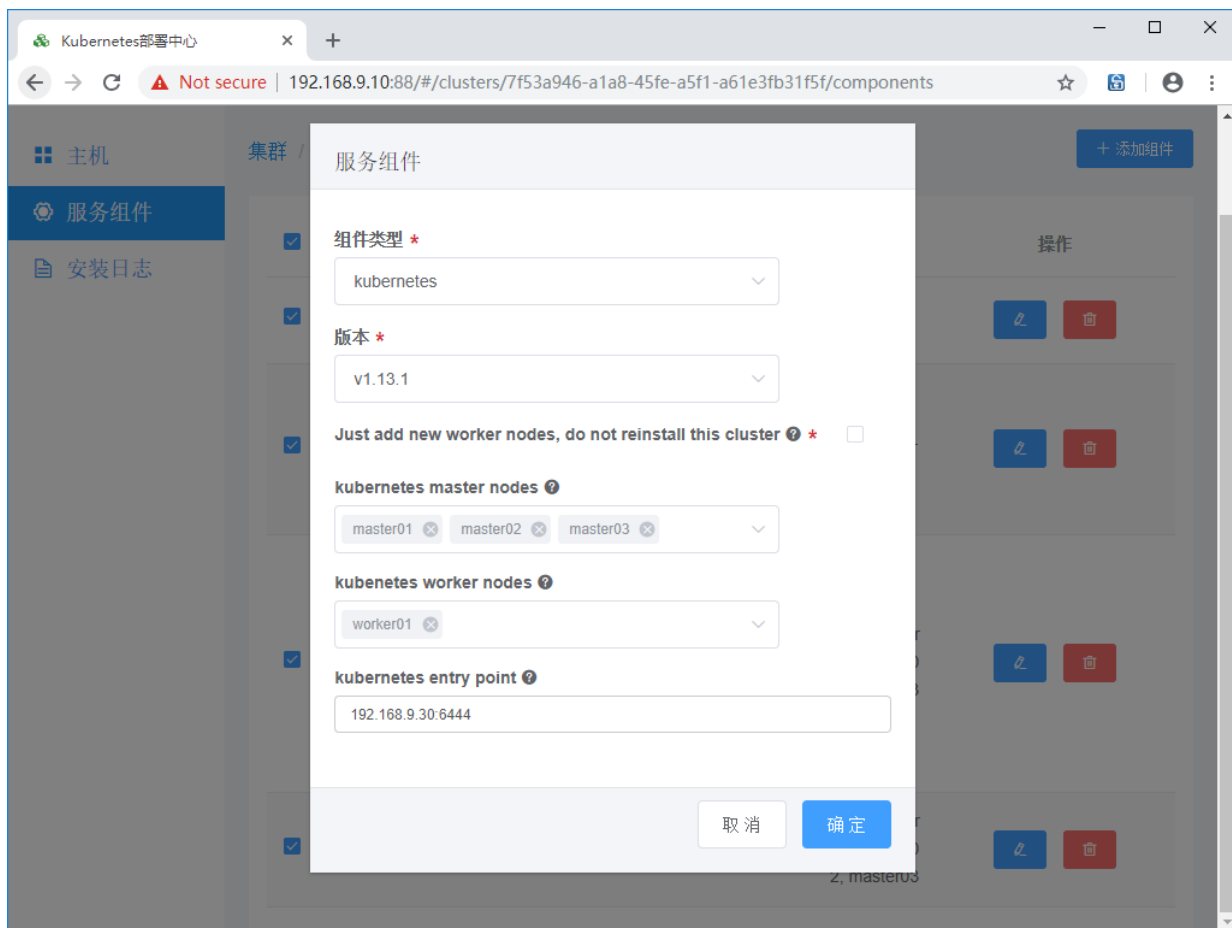 Kubernetes部署中心
Not secure | 192.168.9.10:88/#/clusters/7f53a946-a1a8-45fe-a5f1-a61e3fb31f5f/components
主机
集群 /
服务组件
+ 添加组件
服务组件
组件类型 *
操作
安装日志
kubernetes
版本 *
v1.13.1
Just add new worker nodes, do not reinstall this cluster *
kubernetes master nodes
master01 master02 master03
kubenetes worker nodes
worker01
kubernetes entry point
192.168.9.30:6444
取消 确定
2, master03